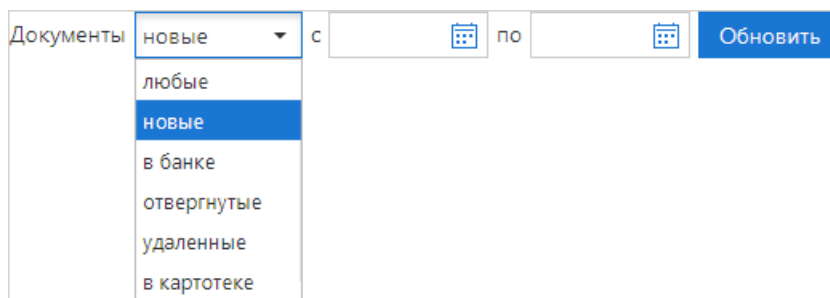 Документы новые с по Обновить
любые
новые
в банке
отвергнутые
удаленные
в картотеке